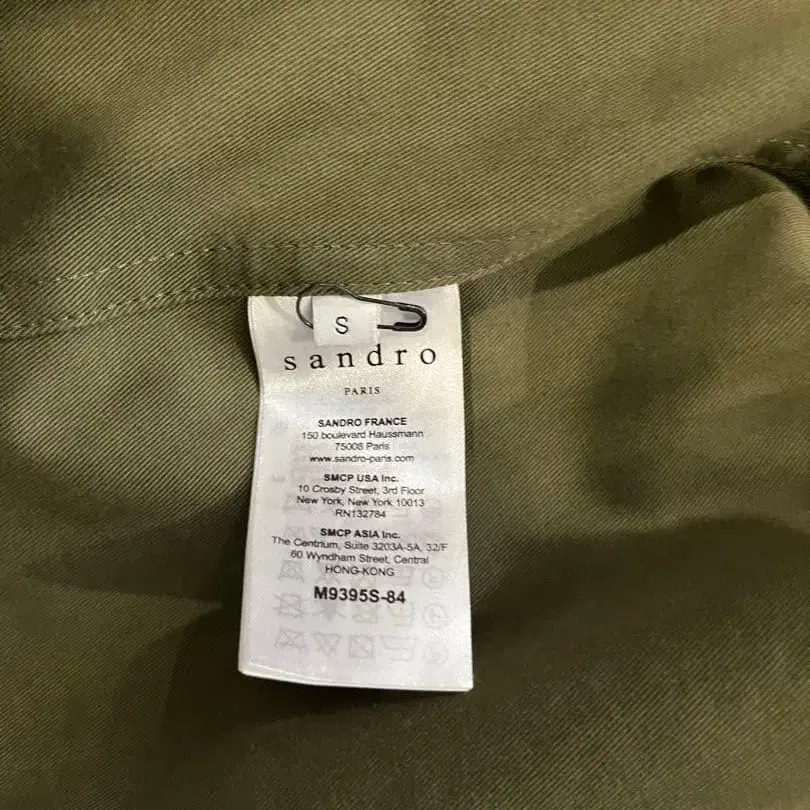 S
sandro
PARIS
SANDRO FRANCE
150 boulevard Haussmann
75008 Paris
www.sandro-paris.com
SMCP USA Inc.
10 Crosby Street, 3rd Floor
New York, New York 10013
RN132784
SMCP ASIA Inc.
The Centrium, Suite 3203A-5A, 32/F
60 Wyndham Street, Central
HONG-KONG
M9395S-84